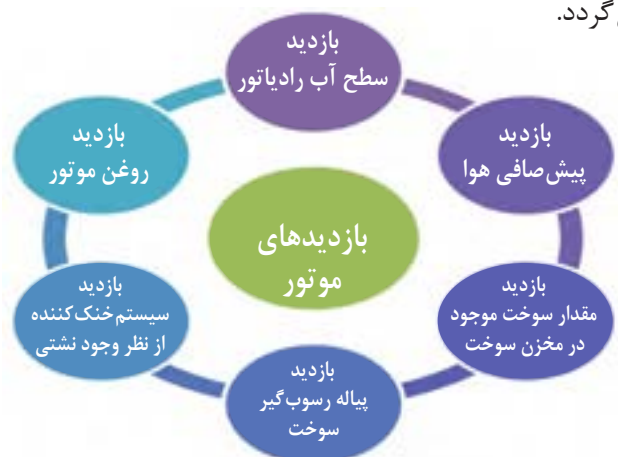 گردد.
بازدید
سطح آب رادیاتور
بازدید
پیش‌صافی هوا
بازدید
مقدار سوخت موجود
در مخزن سوخت
بازدید
پیاله رسوب‌گیر
سوخت
بازدید
سیستم خنک‌کننده
از نظر وجود نشتی
بازدید
روغن موتور
بازدیدهای
موتور